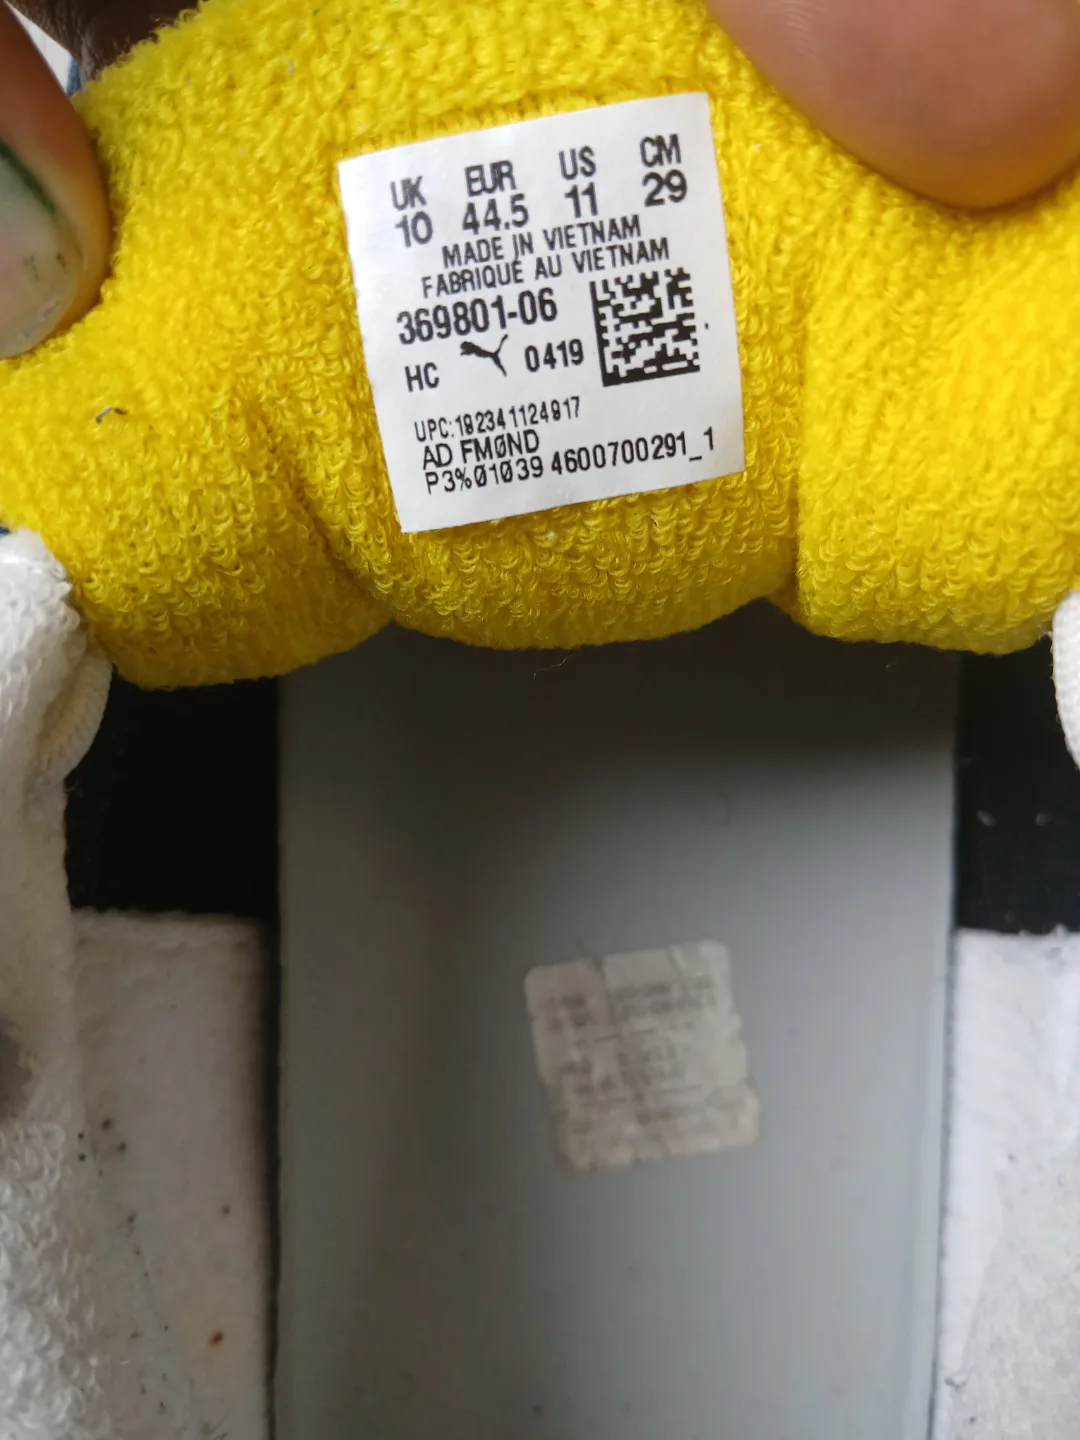 UK EUR US CM
10 44.5 11 29
MADE IN VIETNAM
FABRIQUE AU VIETNAM
369801-06
HC 0419
UPC:192341124917
AD FMØND
P3%01039 4600700291_1